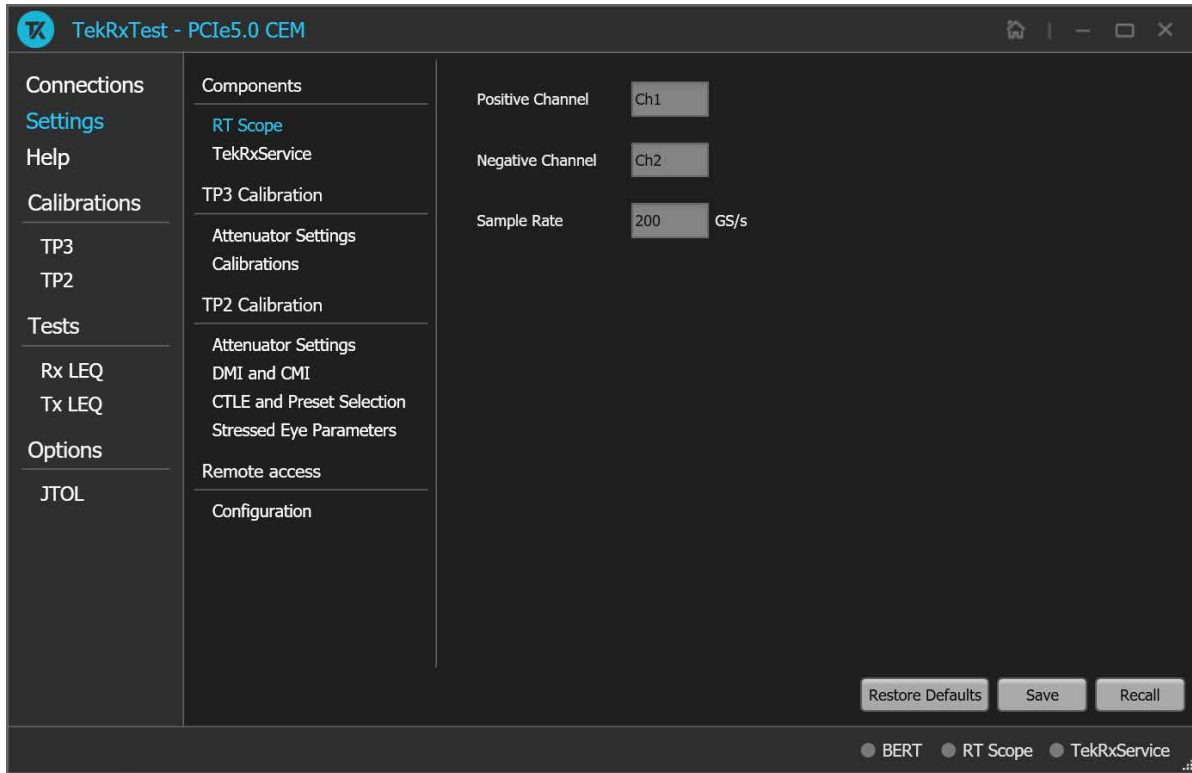 TekRxTest - PCIe5.0 CEM
Connections
Settings
Help
Calibrations
TP3
TP2
Tests
Rx LEQ
Tx LEQ
Options
JTOL
Components
RT Scope
TekRxService
TP3 Calibration
Attenuator Settings
Calibrations
TP2 Calibration
Attenuator Settings
DMI and CMI
CTLE and Preset Selection
Stressed Eye Parameters
Remote access
Configuration
Positive Channel Ch1
Negative Channel Ch2
Sample Rate 200 GS/s
Restore Defaults Save Recall
BERT RT Scope TekRxService